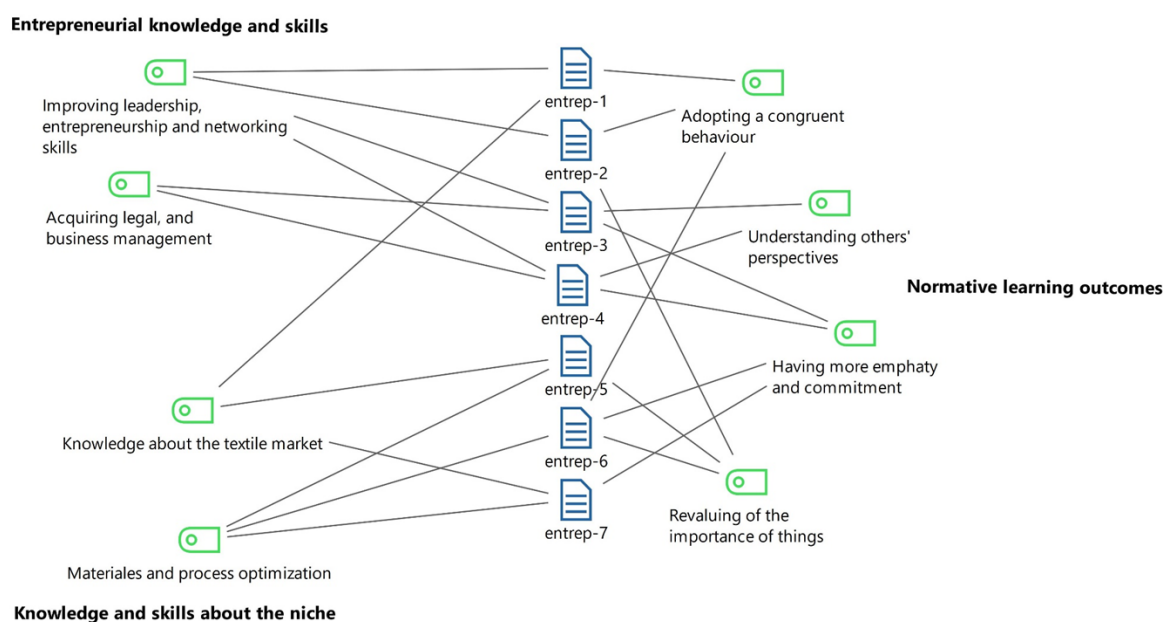 Entrepreneurial knowledge and skills
Improving leadership,
entrepreneurship and networking
skills
Acquiring legal, and
business management
Knowledge about the textile market
Materiales and process optimization
Knowledge and skills about the niche
entrep-1
entrep-2
entrep-3
entrep-4
entrep-5
entrep-6
entrep-7
Adopting a congruent
behaviour
Understanding others'
perspectives
Normative learning outcomes
Having more emphaty
and commitment
Revaluing of the
importance of things